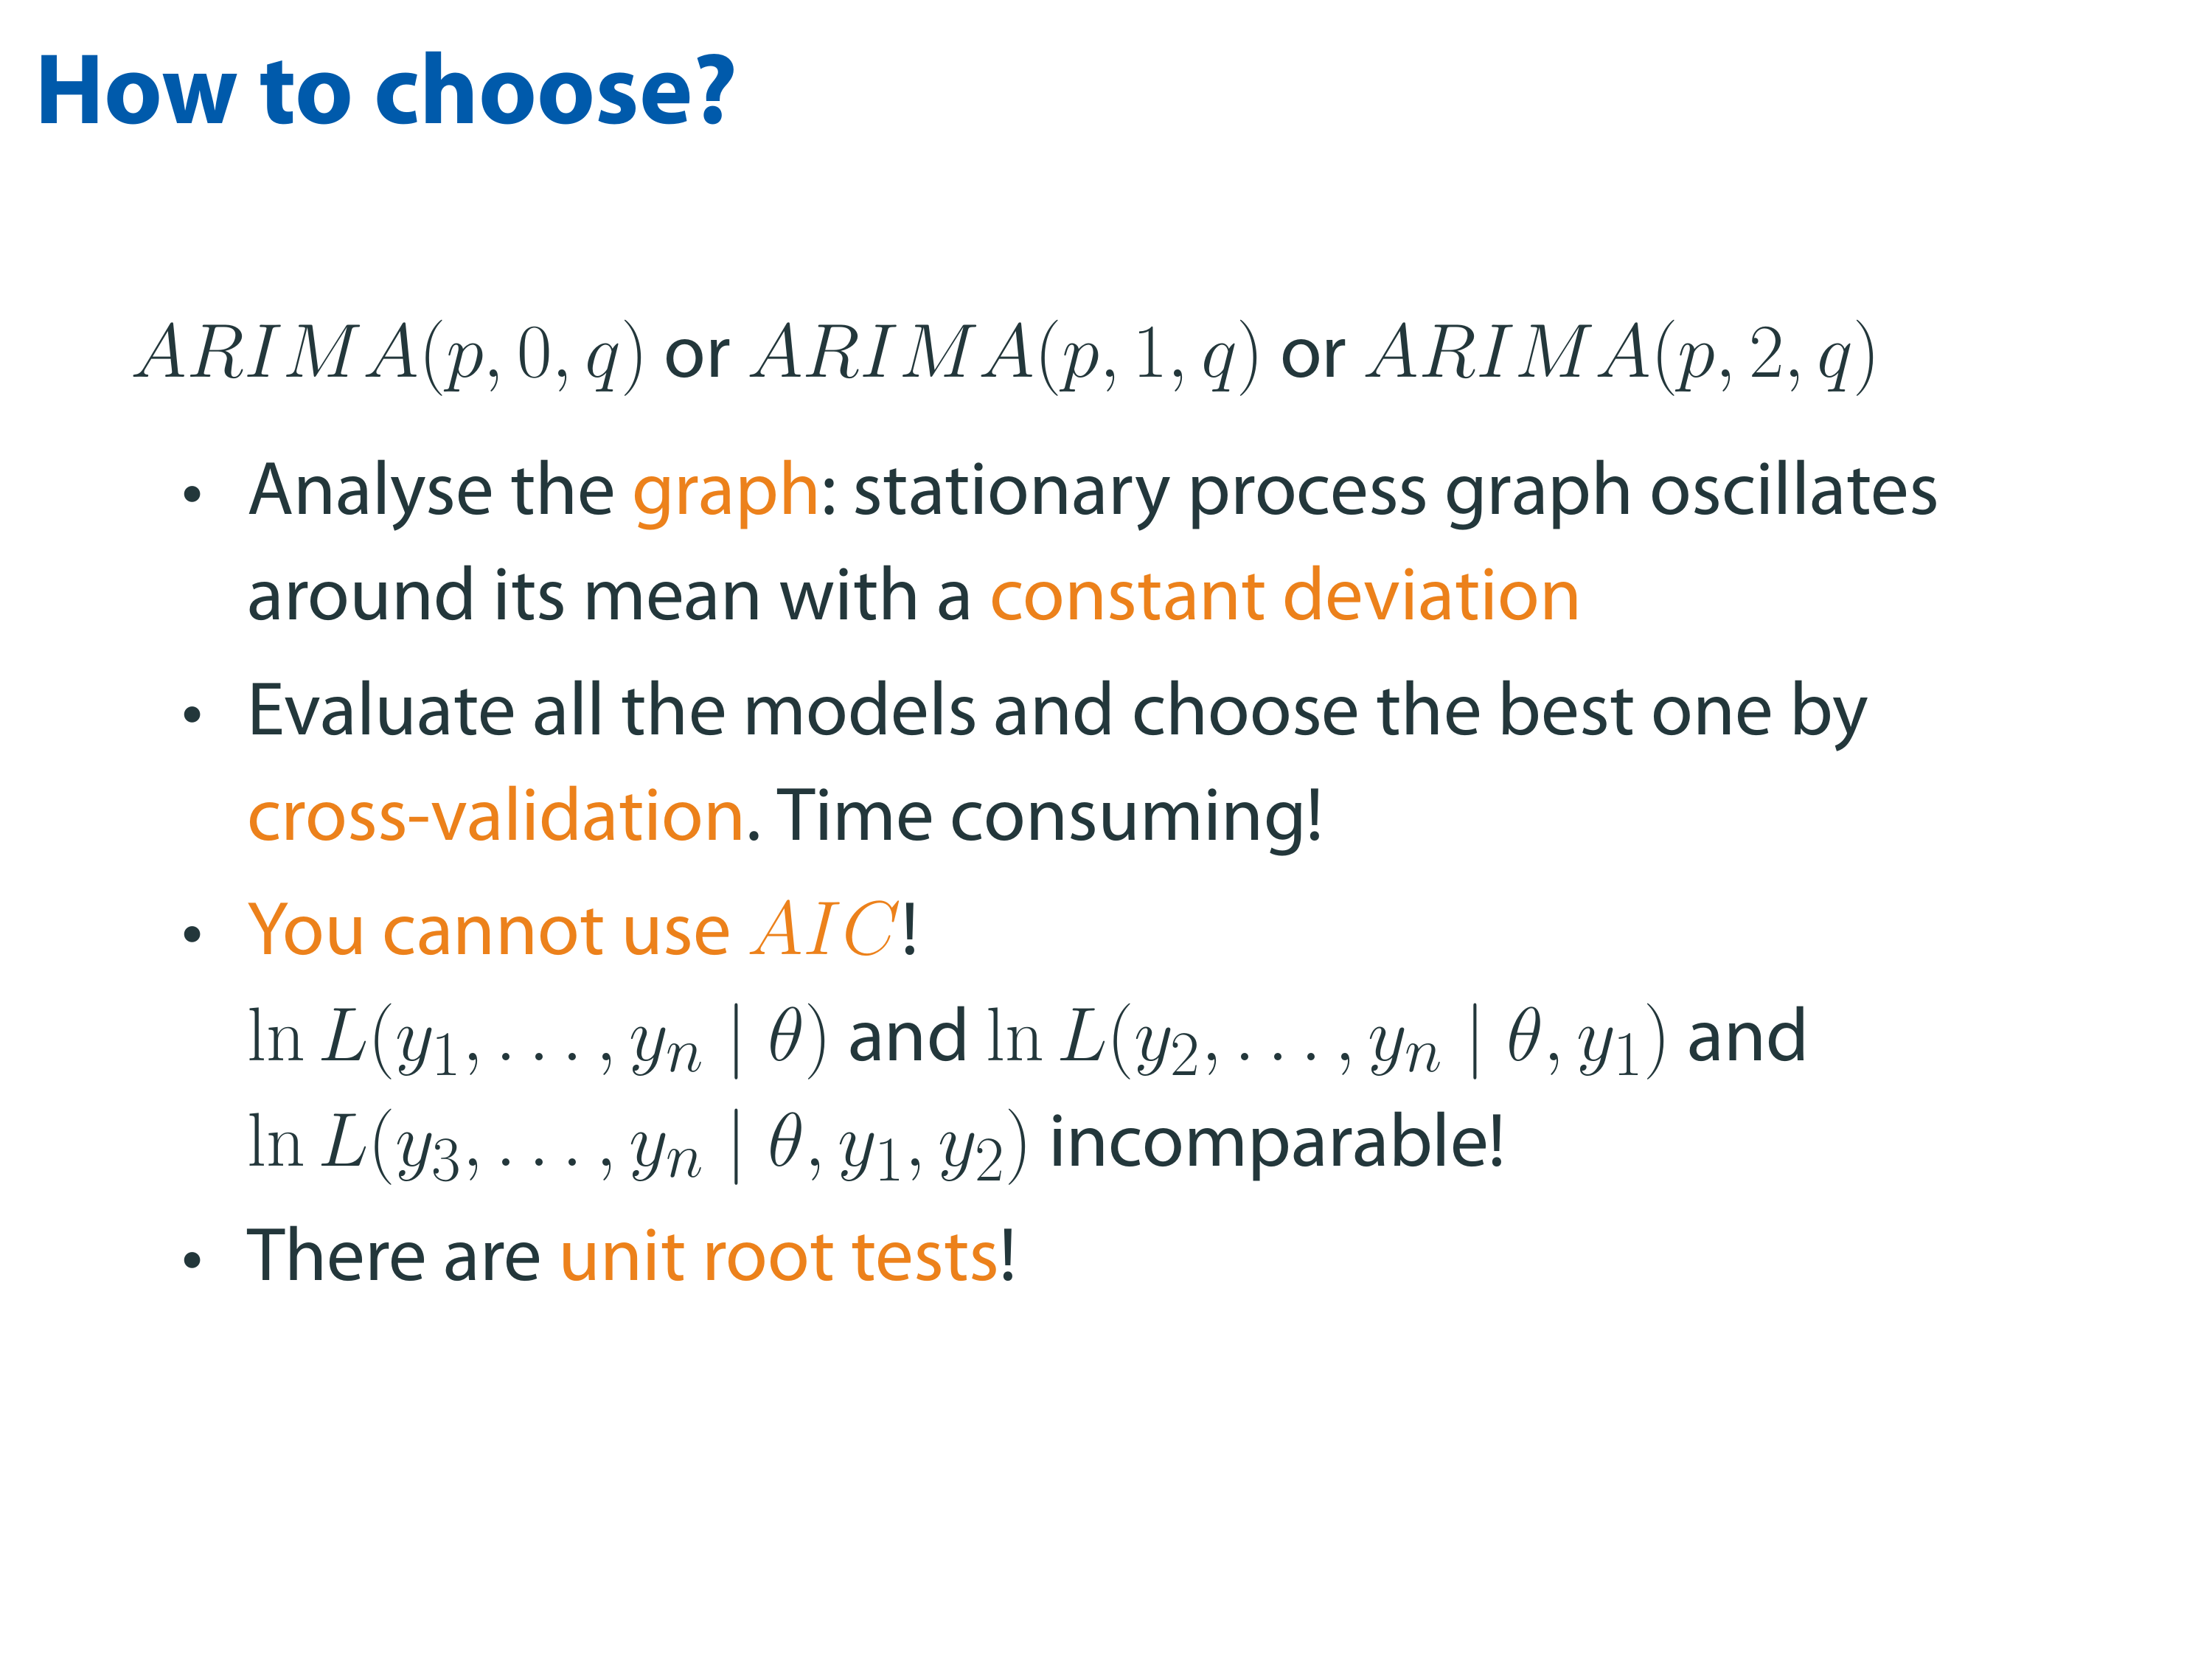 How to choose?
ARIMA(p, 0, q) or ARIMA(p, 1, q) or ARIMA(p, 2, q)
• Analyse the graph: stationary process graph oscillates
around its mean with a constant deviation
• Evaluate all the models and choose the best one by
cross-validation. Time consuming!
• You cannot use AIC!
ln L(y₁, . . . , yₙ | θ) and ln L(y₂, . . . , yₙ | θ, y₁) and
ln L(y₃, . . . , yₙ | θ, y₁, y₂) incomparable!
• There are unit root tests!